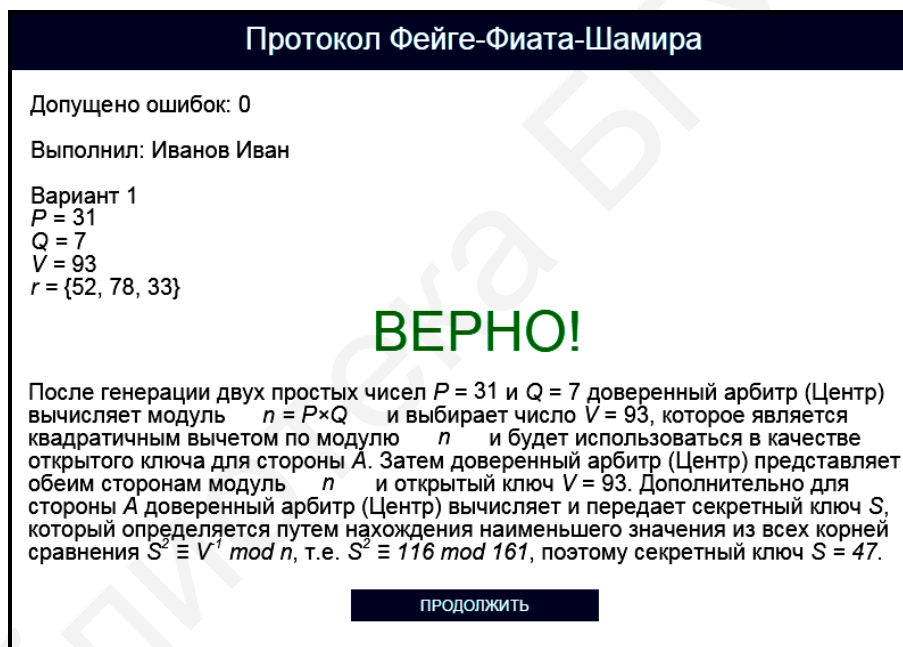 Протокол Фейге-Фиата-Шамира
Допущено ошибок: 0
Выполнил: Иванов Иван
Вариант 1
P = 31
Q = 7
V = 93
r = {52, 78, 33}
ВЕРНО!
После генерации двух простых чисел P = 31 и Q = 7 доверенный арбитр (Центр)
вычисляет модуль n = P×Q и выбирает число V = 93, которое является
квадратичным вычетом по модулю n и будет использоваться в качестве
открытого ключа для стороны A. Затем доверенный арбитр (Центр) представляет
обеим сторонам модуль n и открытый ключ V = 93. Дополнительно для
стороны A доверенный арбитр (Центр) вычисляет и передает секретный ключ S,
который определяется путем нахождения наименьшего значения из всех корней
сравнения S² ≡ V⁻¹ mod n, т.е. S² ≡ 116 mod 161, поэтому секретный ключ S = 47.
ПРОДОЛЖИТЬ